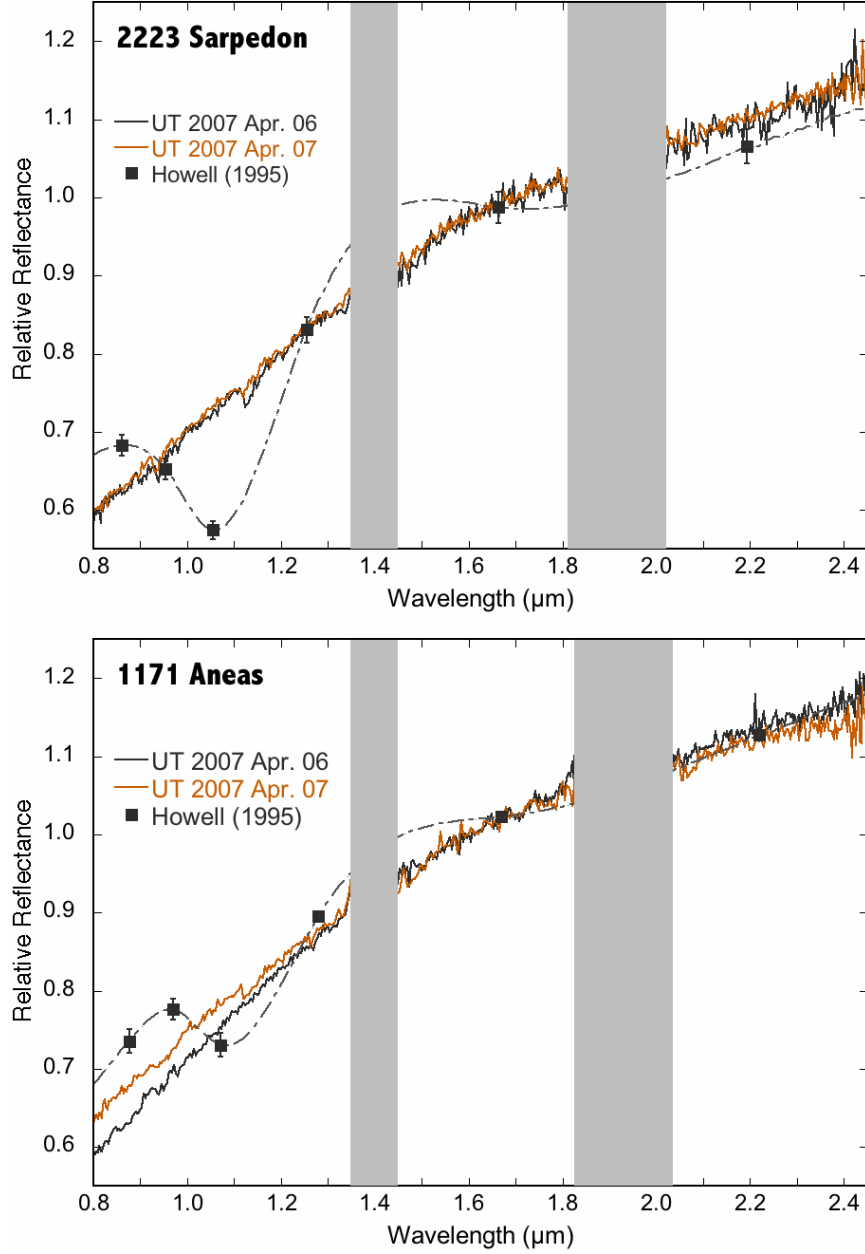 2223 Sarpedon
UT 2007 Apr. 06
UT 2007 Apr. 07
Howell (1995)
Relative Reflectance
1.2
1.1
1.0
0.9
0.8
0.7
0.6
0.8 1.0 1.2 1.4 1.6 1.8 2.0 2.2 2.4
Wavelength (µm)
1171 Aneas
UT 2007 Apr. 06
UT 2007 Apr. 07
Howell (1995)
Relative Reflectance
1.2
1.1
1.0
0.9
0.8
0.7
0.6
0.8 1.0 1.2 1.4 1.6 1.8 2.0 2.2 2.4
Wavelength (µm)